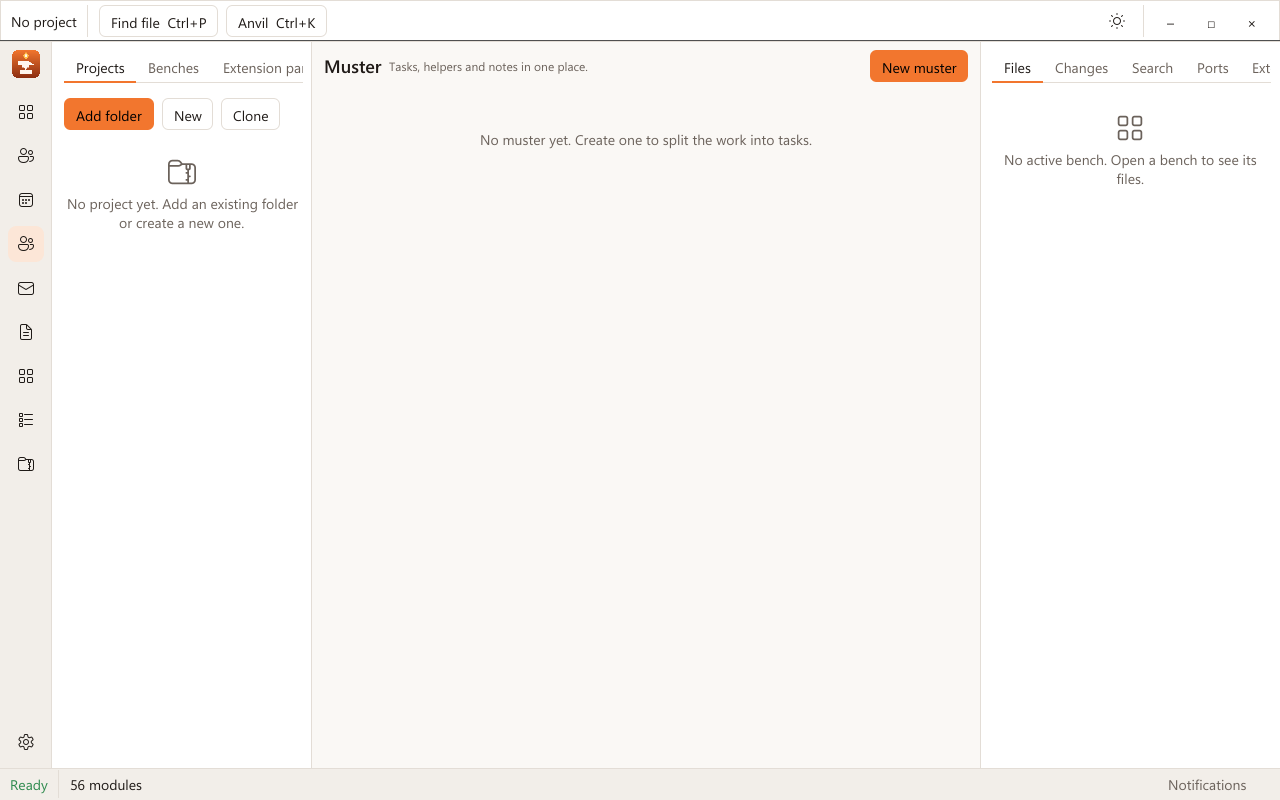 No project
Find file Ctrl+P
Anvil Ctrl+K
Projects
Benches
Extension par
Add folder
New
Clone
No project yet. Add an existing folder
or create a new one.
Muster
Tasks, helpers and notes in one place.
New muster
No muster yet. Create one to split the work into tasks.
Files
Changes
Search
Ports
Ext
No active bench. Open a bench to see its
files.
Ready
56 modules
Notifications